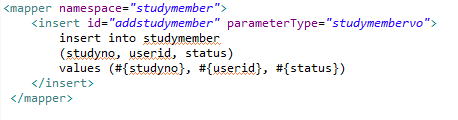 <mapper namespace="studymember">
<insert id="addstudymember" parameterType="studymembervo">
insert into studymember
(studyno, userid, status)
values (#{studyno}, #{userid}, #{status})
</insert>
</mapper>